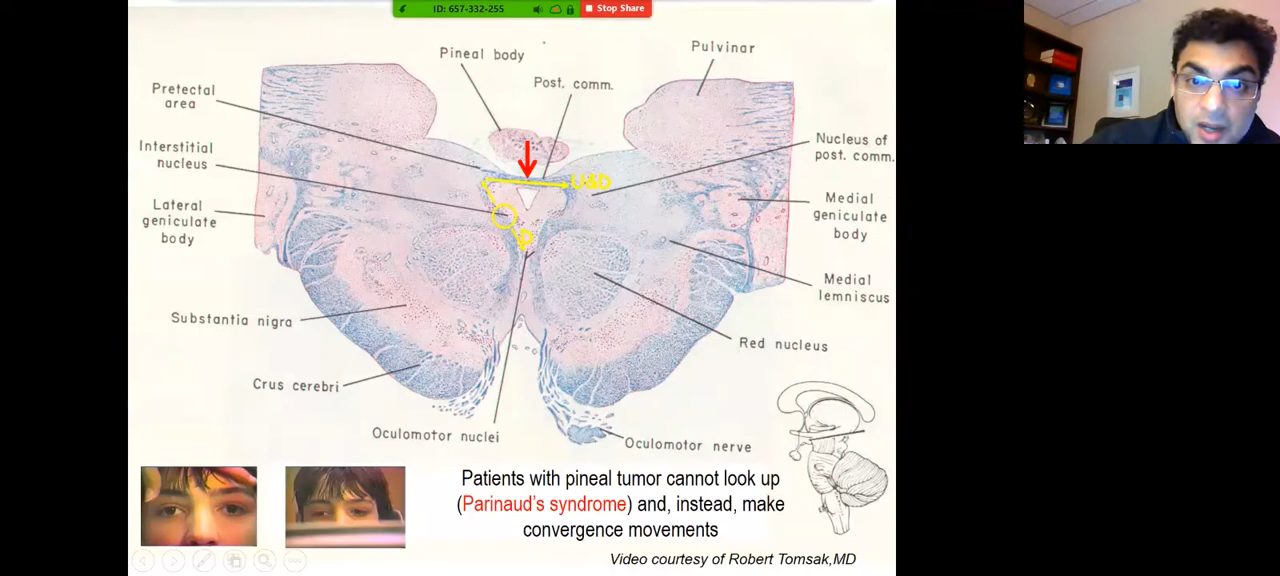 ID: 657-332-255
Stop Share
Pineal body
Pulvinar
Post. comm.
Pretectal
area
Interstitial
nucleus
Lateral
geniculate
body
U&D
D
Nucleus of
post. comm.
Medial
geniculate
body
Medial
lemniscus
Substantia nigra
Red nucleus
Crus cerebri
Oculomotor nuclei
Oculomotor nerve
Patients with pineal tumor cannot look up
(Parinaud's syndrome) and, instead, make
convergence movements
Video courtesy of Robert Tomsak,MD